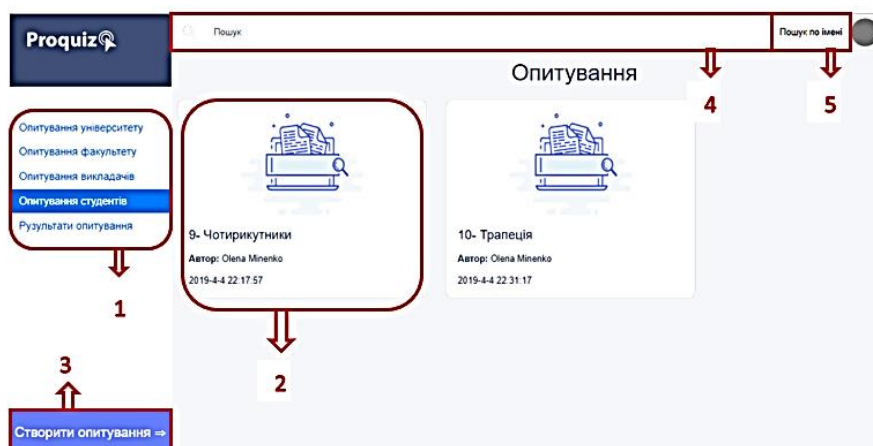 Proquiz
Пошук
Пошук по імені
Опитування
4
5
Опитування університету
Опитування факультету
Опитування викладачів
Опитування студентів
Рузультати опитування
1
9- Чотирикутники
Автор: Olena Minenko
2019-4-4 22:17:57
10- Трапеція
Автор: Olena Minenko
2019-4-4 22:31:17
2
3
Створити опитування ⇒